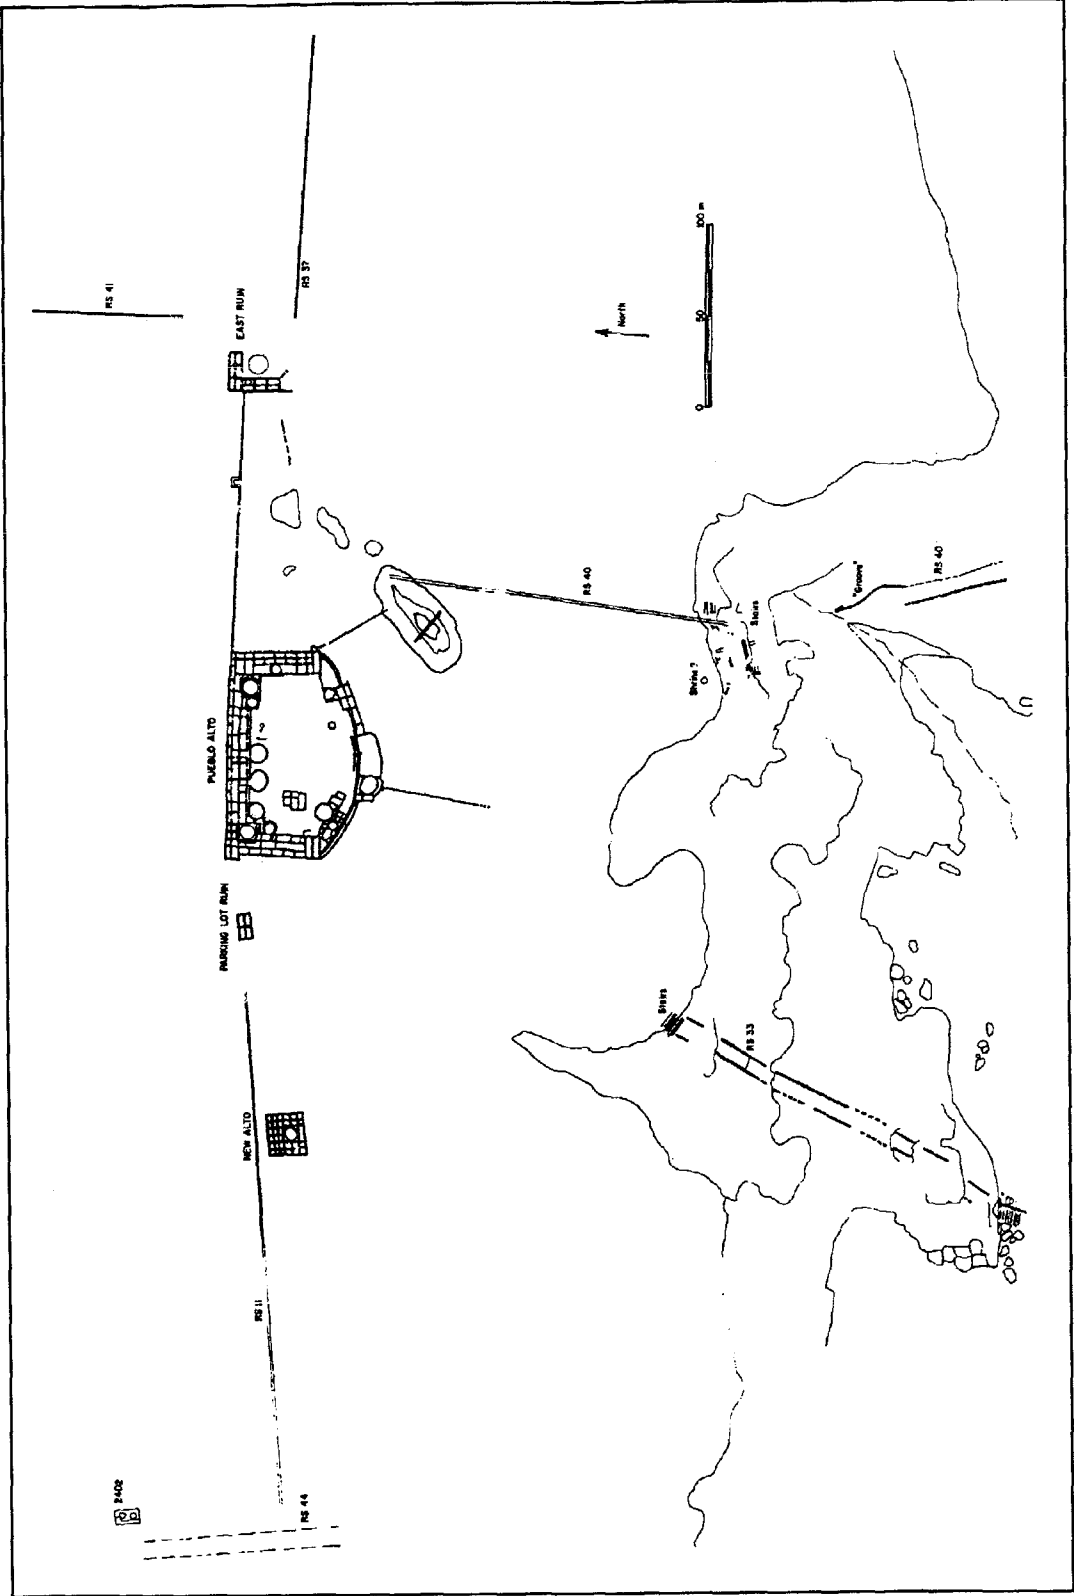 RS 41
RS 37
EAST RUIN
PUEBLO ALTO
?
PARKING LOT RUIN
NEW ALTO
RS 11
2402
RS 44
North
0
50
100 m
RS 40
Shrine?
Stairs
"Groove"
RS 40
Stairs
RS 33